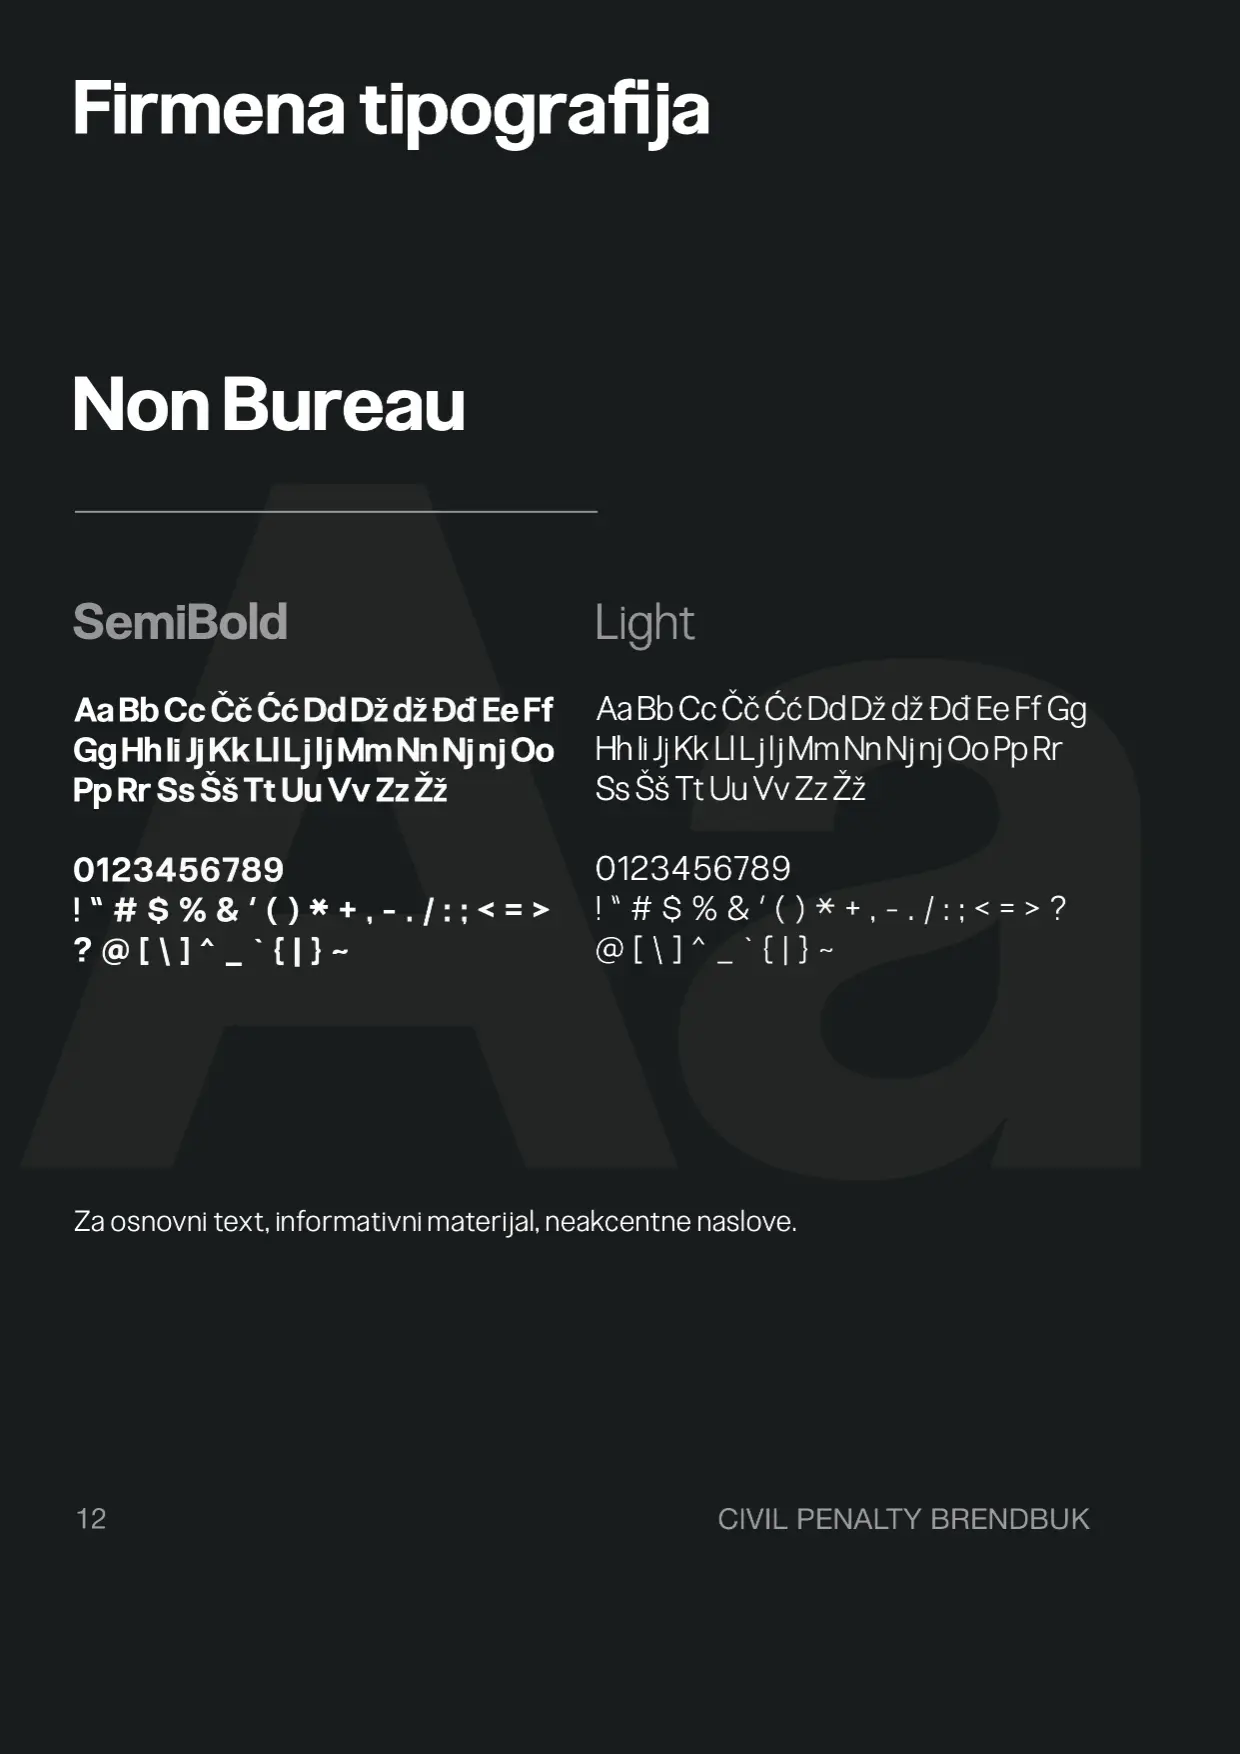 Firmena tipografija
Non Bureau
SemiBold
Aa Bb Cc Čč Ćć Dd Dž dž Đđ Ee Ff
Gg Hh Ii Jj Kk Ll Lj lj Mm Nn Nj nj Oo
Pp Rr Ss Šš Tt Uu Vv Zz Žž
0123456789
! “ # $ % & ‘ ( ) * + , - . / : ; < = >
? @ [ \ ] ^ _ ` { | } ~
Light
Aa Bb Cc Čč Ćć Dd Dž dž Đđ Ee Ff Gg
Hh Ii Jj Kk Ll Lj lj Mm Nn Nj nj Oo Pp Rr
Ss Šš Tt Uu Vv Zz Žž
0123456789
! “ # $ % & ‘ ( ) * + , - . / : ; < = > ?
@ [ \ ] ^ _ ` { | } ~
Aa
Za osnovni text, informativni materijal, neakcentne naslove.
12
CIVIL PENALTY BRENDBUK